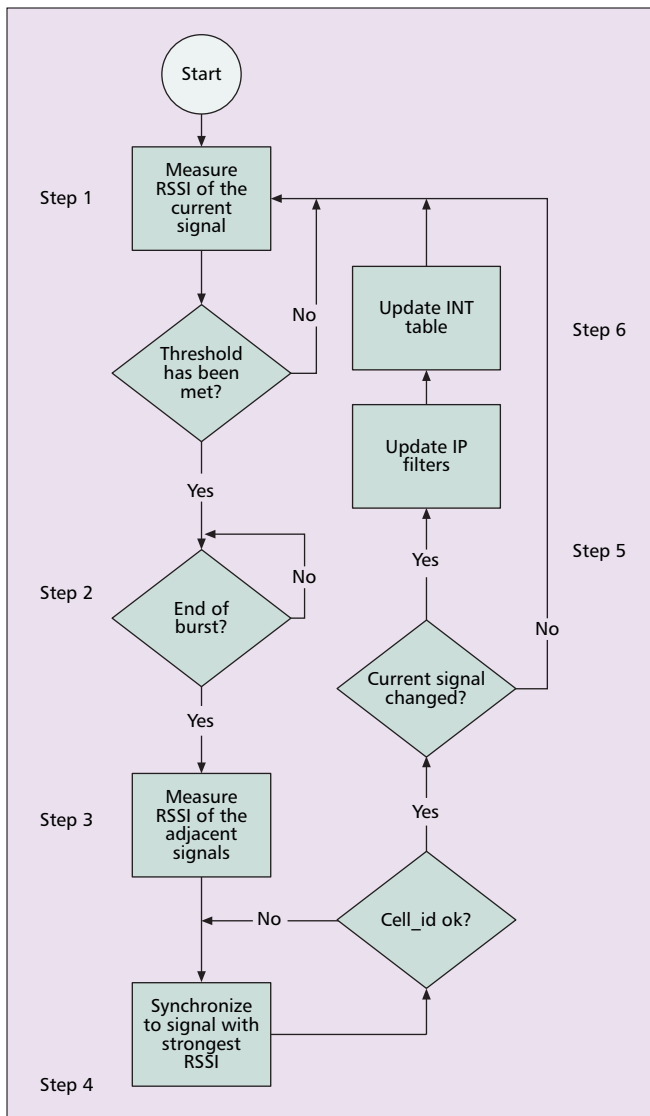 Start
Step 1
Measure
RSSI of the
current
signal
No
Threshold
has been
met?
Yes
Step 2
No
End of
burst?
Yes
Step 3
Measure
RSSI of the
adjacent
signals
No
Synchronize
to signal with
strongest
RSSI
Step 4
Cell_id ok?
Yes
Current signal
changed?
No
Yes
Step 5
Update IP
filters
Update INT
table
Step 6